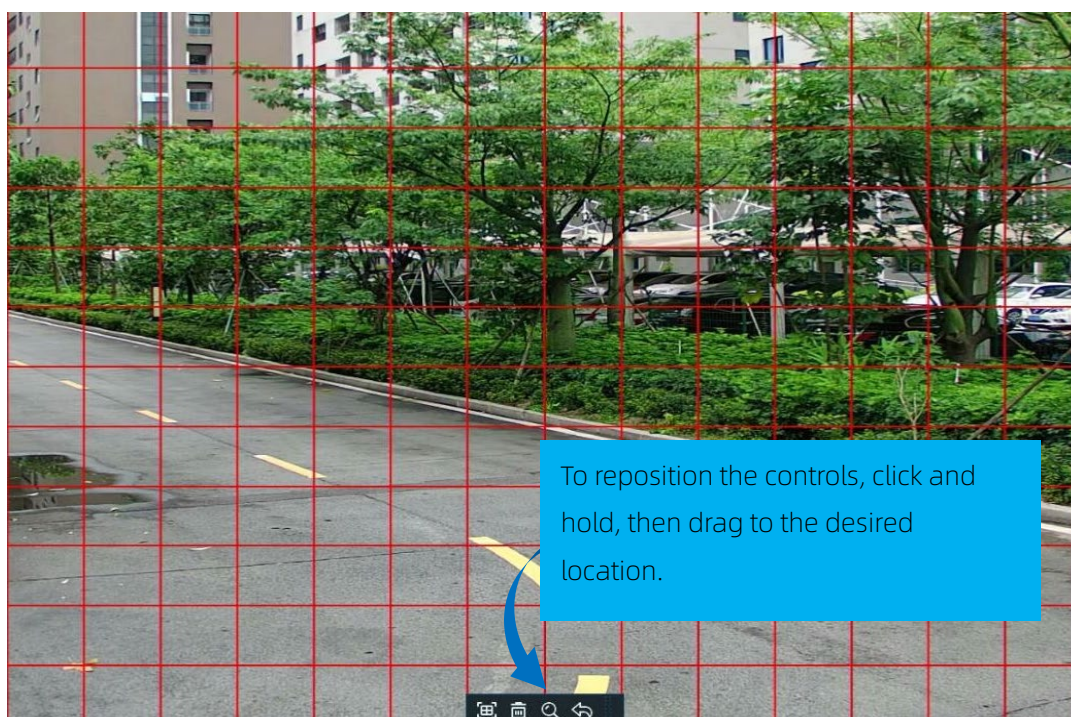 To reposition the controls, click and
hold, then drag to the desired
location.